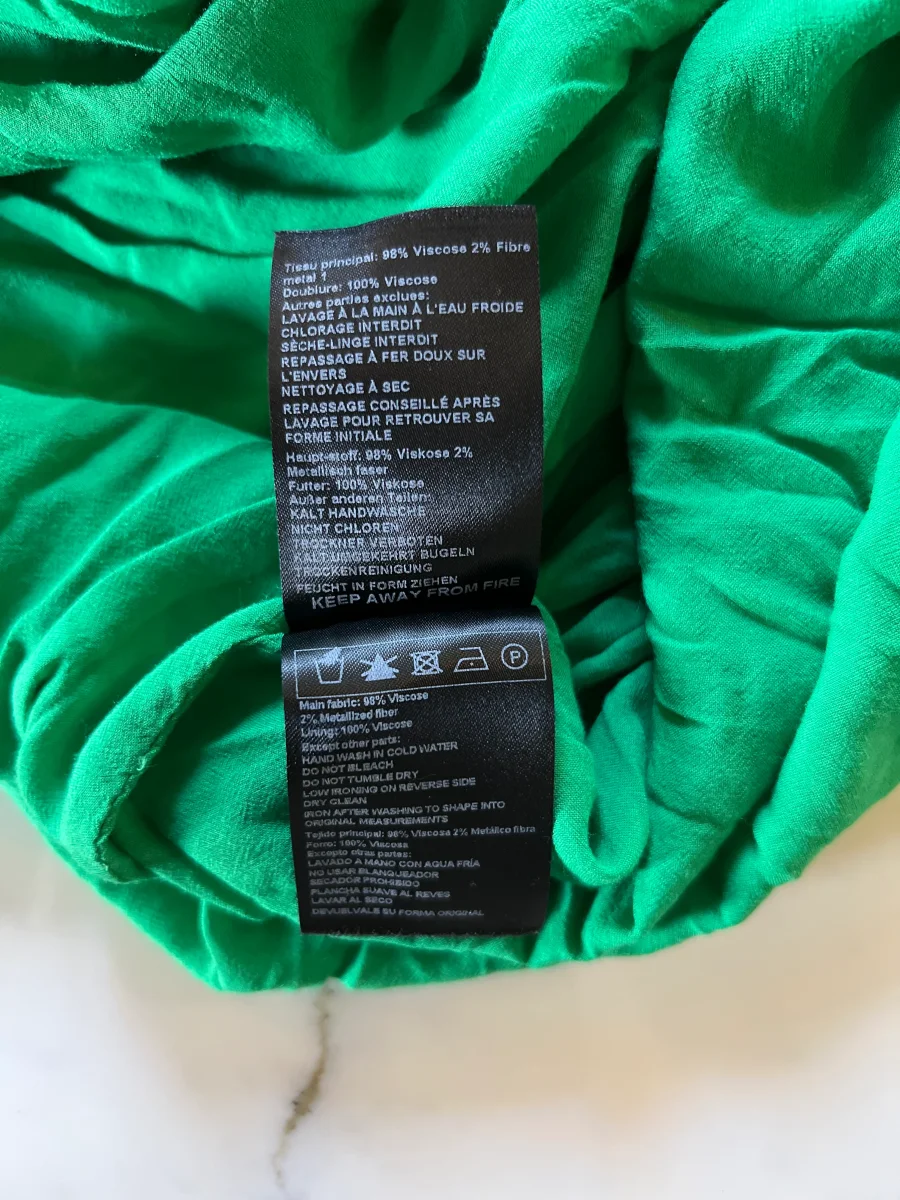 Tissu principal: 98% Viscose 2% Fibre
metal 1
Doublure: 100% Viscose
Autres parties exclues:
LAVAGE À LA MAIN À L'EAU FROIDE
CHLORAGE INTERDIT
SÈCHE-LINGE INTERDIT
REPASSAGE À FER DOUX SUR
L'ENVERS
NETTOYAGE À SEC
REPASSAGE CONSEILLÉ APRÈS
LAVAGE POUR RETROUVER SA
FORME INITIALE
Haupt-stoff: 98% Viskose 2%
Metallisch faser
Futter: 100% Viskose
Außer anderen Teilen:
KALT HANDWÄSCHE
NICHT CHLOREN
TROCKNER VERBOTEN
UMGEKEHRT BUGELN
TROCKENREINIGUNG
FEUCHT IN FORM ZIEHEN
KEEP AWAY FROM FIRE
P
Main fabric: 98% Viscose
2% Metallized fiber
Lining: 100% Viscose
Except other parts:
HAND WASH IN COLD WATER
DO NOT BLEACH
DO NOT TUMBLE DRY
LOW IRONING ON REVERSE SIDE
DRY CLEAN
IRON AFTER WASHING TO SHAPE INTO
ORIGINAL MEASUREMENTS
Tejido principal: 98% Viscosa 2% Metálico fibra
Forro: 100% Viscosa
Excepto otras partes:
LAVADO A MANO CON AGUA FRÍA
NO USAR BLANQUEADOR
SECADOR PROHIBIDO
PLANCHA SUAVE AL REVES
LAVAR AL SECO
DEVUELVALE SU FORMA ORIGINAL